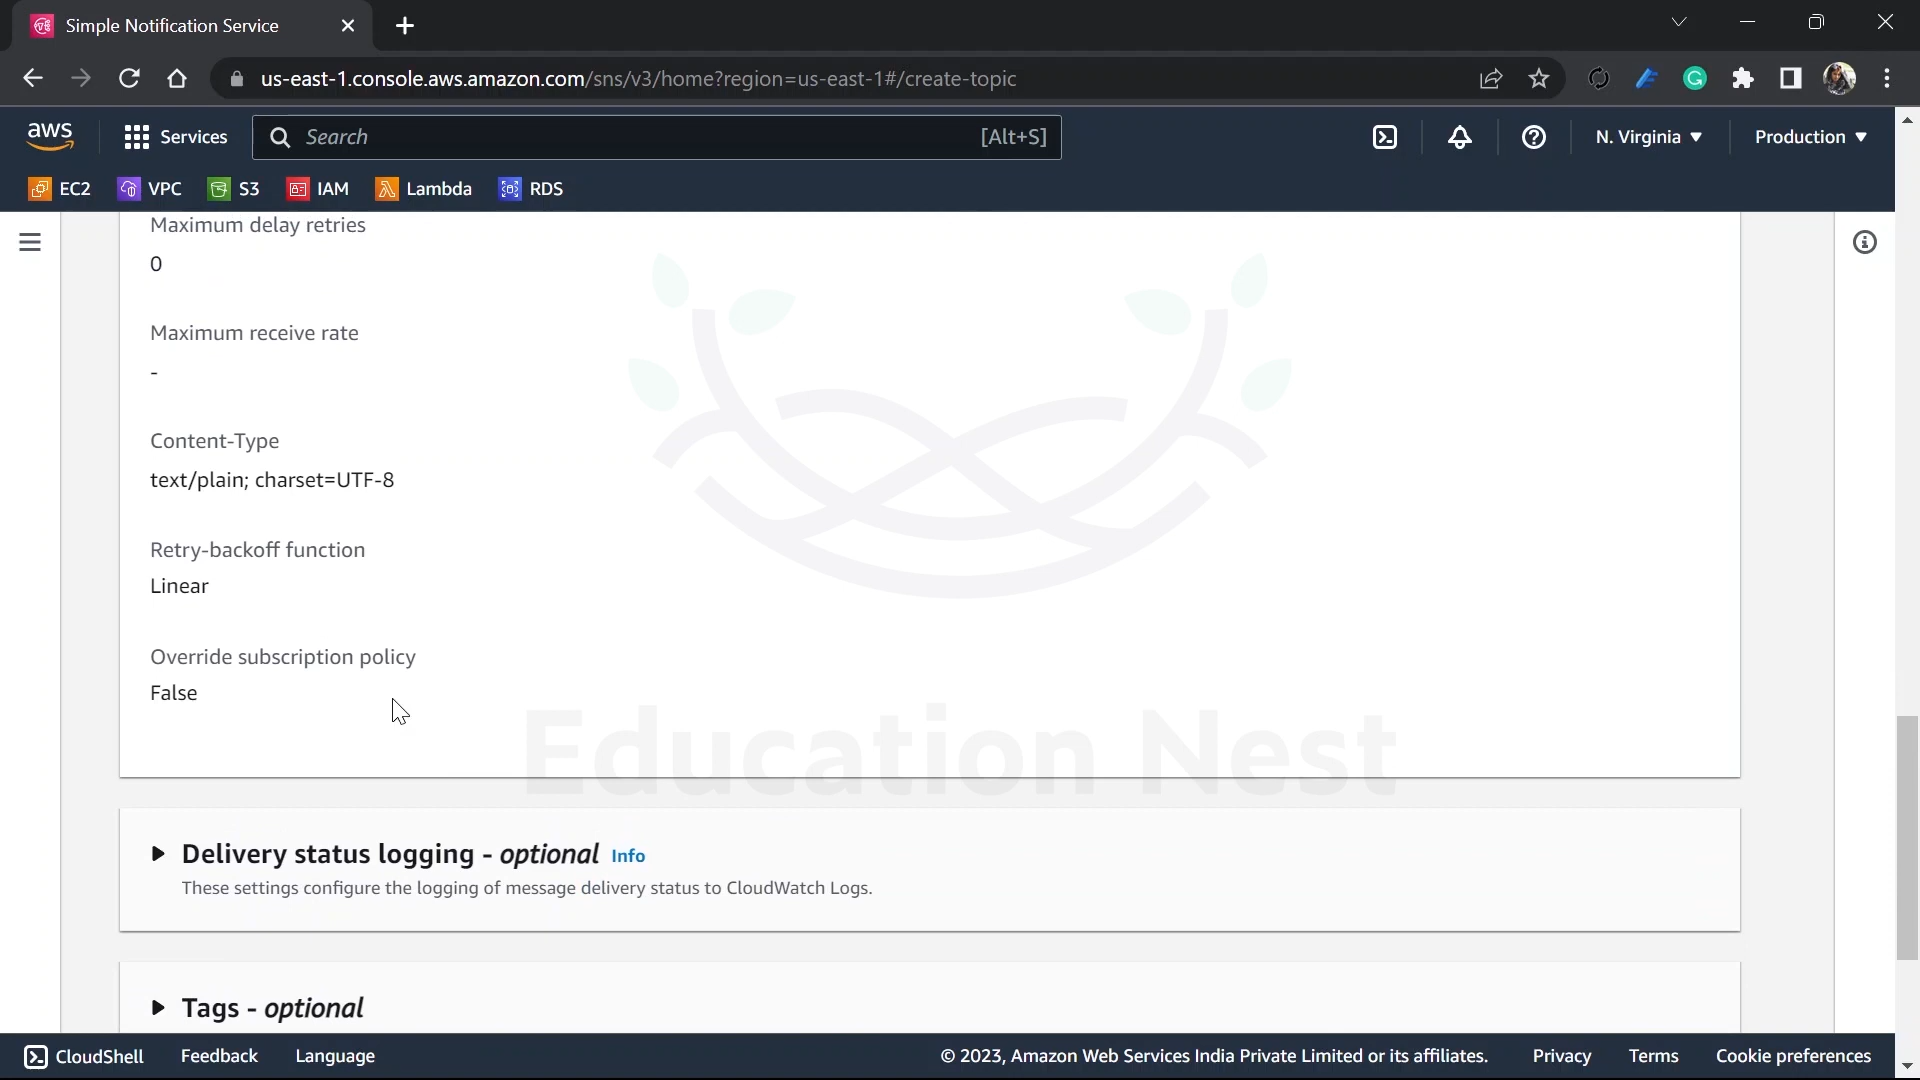 Simple Notification Service
us-east-1.console.aws.amazon.com/sns/v3/home?region=us-east-1#/create-topic
aws Services Search [Alt+S] N. Virginia Production
EC2 VPC S3 IAM Lambda RDS
Maximum delay retries
0
Maximum receive rate
-
Content-Type
text/plain; charset=UTF-8
Retry-backoff function
Linear
Override subscription policy
False
Education Nest
Delivery status logging - optional Info
These settings configure the logging of message delivery status to CloudWatch Logs.
Tags - optional
CloudShell Feedback Language © 2023, Amazon Web Services India Private Limited or its affiliates. Privacy Terms Cookie preferences